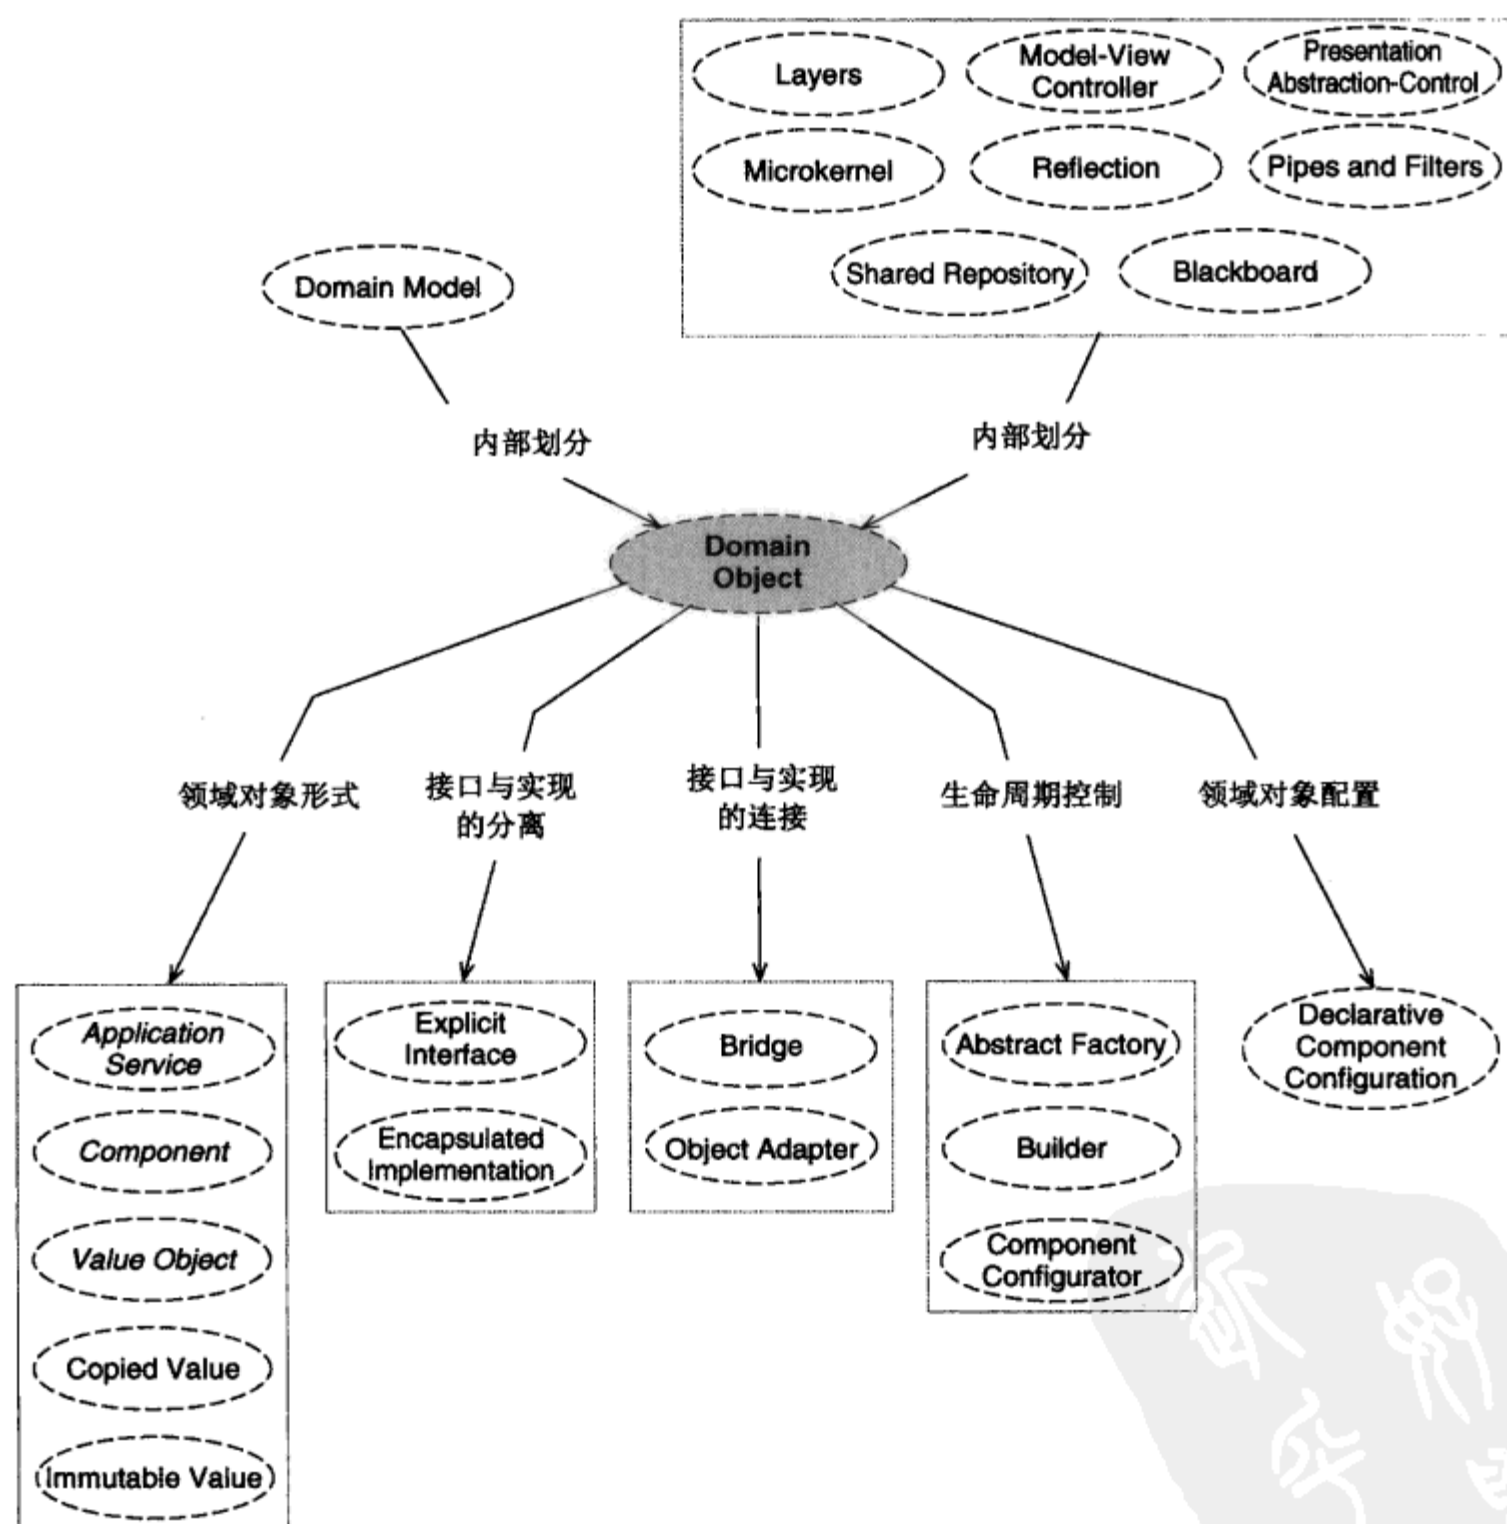 Layers
Model-View
Controller
Presentation
Abstraction-Control
Microkernel
Reflection
Pipes and Filters
Shared Repository
Blackboard
Domain Model
内部划分
内部划分
Domain
Object
领域对象形式
接口与实现
的分离
接口与实现
的连接
生命周期控制
领域对象配置
Application
Service
Component
Value Object
Copied Value
Immutable Value
Explicit
Interface
Encapsulated
Implementation
Bridge
Object Adapter
Abstract Factory
Builder
Component
Configurator
Declarative
Component
Configuration